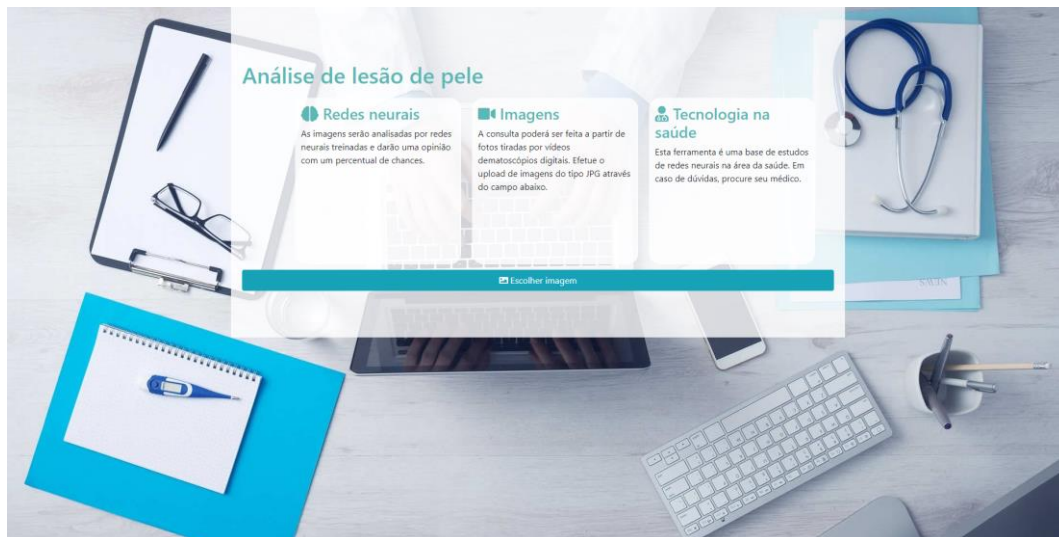 Análise de lesão de pele
Redes neurais
As imagens serão analisadas por redes
neurais treinadas e darão uma opinião
com um percentual de chances.
Imagens
A consulta poderá ser feita a partir de
fotos tiradas por vídeos
dematoscópios digitais. Efetue o
upload de imagens do tipo JPG através
do campo abaixo.
Tecnologia na
saúde
Esta ferramenta é uma base de estudos
de redes neurais na área da saúde. Em
caso de dúvidas, procure seu médico.
Escolher imagem